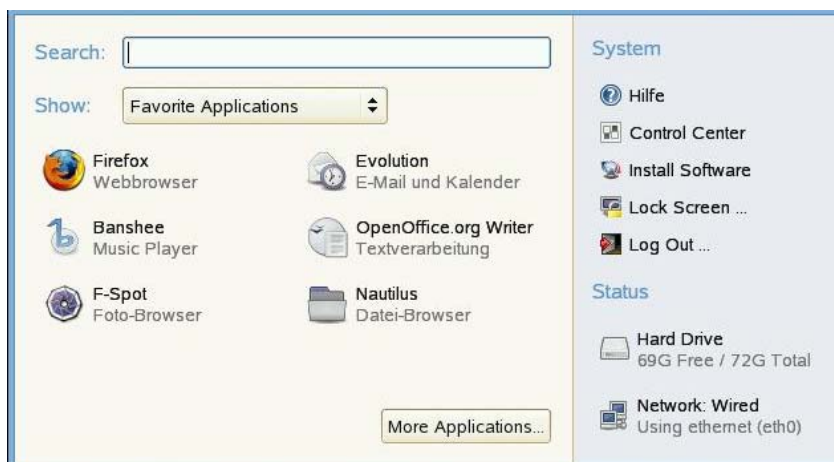 Search:
Show:
Favorite Applications
Firefox
Webbrowser
Evolution
E-Mail und Kalender
Banshee
Music Player
OpenOffice.org Writer
Textverarbeitung
F-Spot
Foto-Browser
Nautilus
Datei-Browser
More Applications...
System
Hilfe
Control Center
Install Software
Lock Screen ...
Log Out ...
Status
Hard Drive
69G Free / 72G Total
Network: Wired
Using ethernet (eth0)